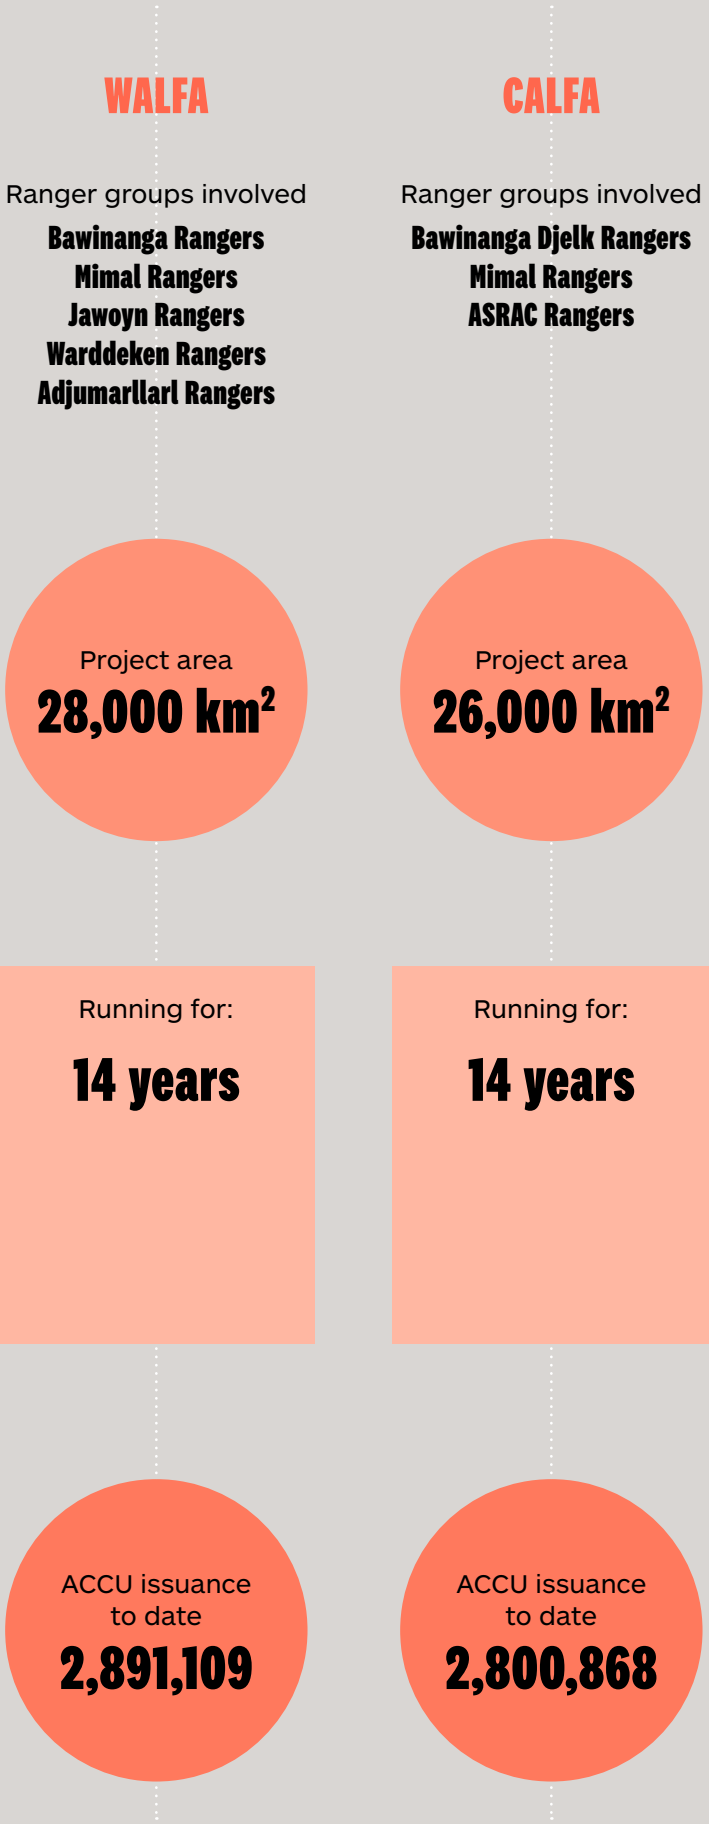 WALFA
Ranger groups involved
Bawinanga Rangers
Mimal Rangers
Jawoyn Rangers
Warddeken Rangers
Adjumarllarl Rangers
Project area
28,000 km²
Running for:
14 years
ACCU issuance
to date
2,891,109
CALFA
Ranger groups involved
Bawinanga Djelk Rangers
Mimal Rangers
ASRAC Rangers
Project area
26,000 km²
Running for:
14 years
ACCU issuance
to date
2,800,868